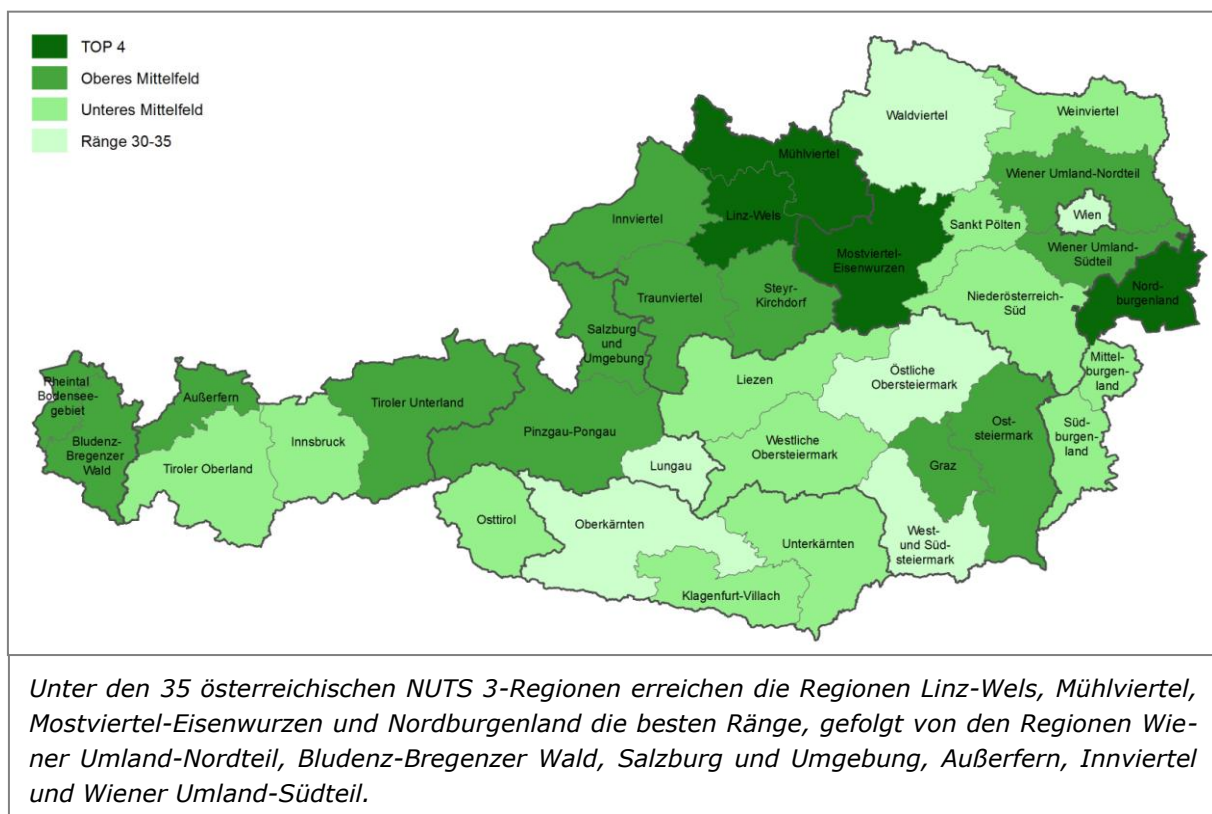 TOP 4
Oberes Mittelfeld
Unteres Mittelfeld
Ränge 30-35
Waldviertel
Weinviertel
Mühlviertel
Wiener Umland-Nordteil
Linz-Wels
Wien
Innviertel
Sankt Pölten
Mostviertel-
Eisenwurzen
Wiener Umland-
Südteil
Nord-
burgenland
Steyr-
Kirchdorf
Traunviertel
Niederösterreich-
Süd
Salzburg
und
Umgebung
Mittel-
burgen-
land
Östliche
Obersteiermark
Liezen
Rheintal
Bodensee-
gebiet
Außerfern
Tiroler Unterland
Pinzgau-Pongau
Ost-
steiermark
Süd-
burgen-
land
Bludenz-
Bregenzer
Wald
Innsbruck
Tiroler Oberland
Westliche
Obersteiermark
Lungau
Graz
Osttirol
Oberkärnten
Unterkärnten
West-
und Süd-
steiermark
Klagenfurt-Villach
Unter den 35 österreichischen NUTS 3-Regionen erreichen die Regionen Linz-Wels, Mühlviertel,
Mostviertel-Eisenwurzen und Nordburgenland die besten Ränge, gefolgt von den Regionen Wie-
ner Umland-Nordteil, Bludenz-Bregenzer Wald, Salzburg und Umgebung, Außerfern, Innviertel
und Wiener Umland-Südteil.